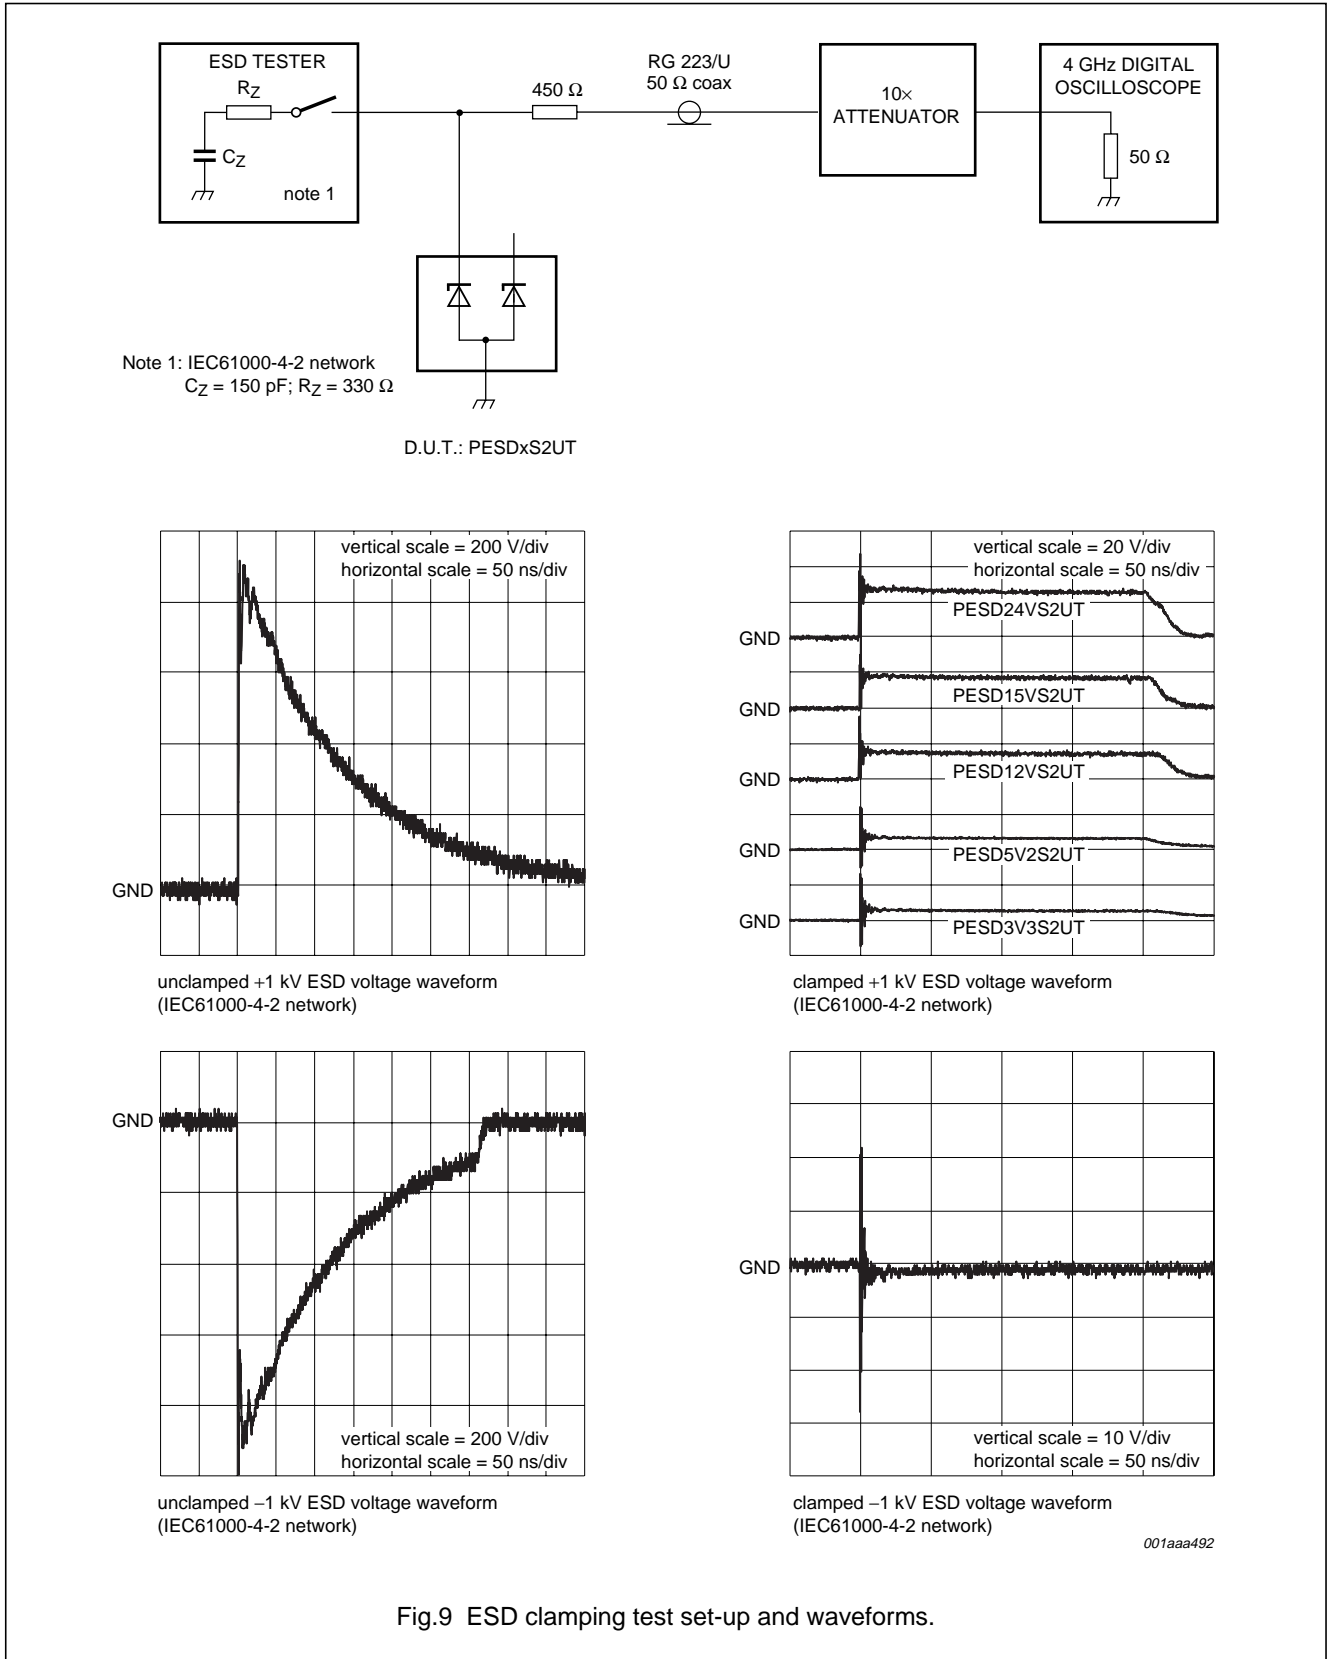 ESD TESTER
RZ
CZ
note 1
450 Ω
RG 223/U
50 Ω coax
10×
ATTENUATOR
4 GHz DIGITAL
OSCILLOSCOPE
50 Ω
Note 1: IEC61000-4-2 network
CZ = 150 pF; RZ = 330 Ω
D.U.T.: PESDxS2UT
vertical scale = 200 V/div
horizontal scale = 50 ns/div
GND
unclamped +1 kV ESD voltage waveform
(IEC61000-4-2 network)
vertical scale = 20 V/div
horizontal scale = 50 ns/div
PESD24VS2UT
GND
PESD15VS2UT
GND
PESD12VS2UT
GND
PESD5V2S2UT
GND
PESD3V3S2UT
GND
clamped +1 kV ESD voltage waveform
(IEC61000-4-2 network)
GND
vertical scale = 200 V/div
horizontal scale = 50 ns/div
unclamped −1 kV ESD voltage waveform
(IEC61000-4-2 network)
GND
vertical scale = 10 V/div
horizontal scale = 50 ns/div
clamped −1 kV ESD voltage waveform
(IEC61000-4-2 network)
001aaa492
Fig.9 ESD clamping test set-up and waveforms.